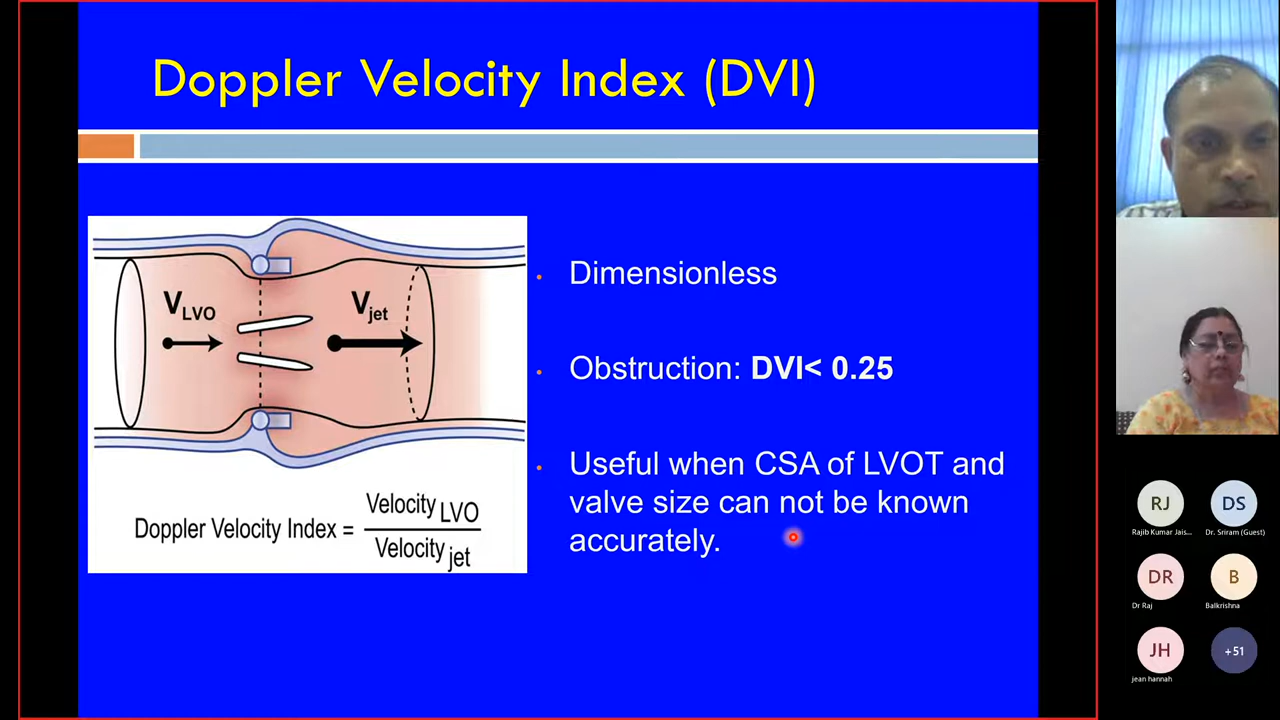 Doppler Velocity Index (DVI)
V LVO
V jet
Doppler Velocity Index = Velocity LVO / Velocity jet
• Dimensionless
• Obstruction: DVI< 0.25
• Useful when CSA of LVOT and
valve size can not be known
accurately.
RJ
DS
Rajib Kumar Jais...
Dr. Sriram (Guest)
DR
B
Dr Raj
Balkrishna
JH
+51
jean hannah